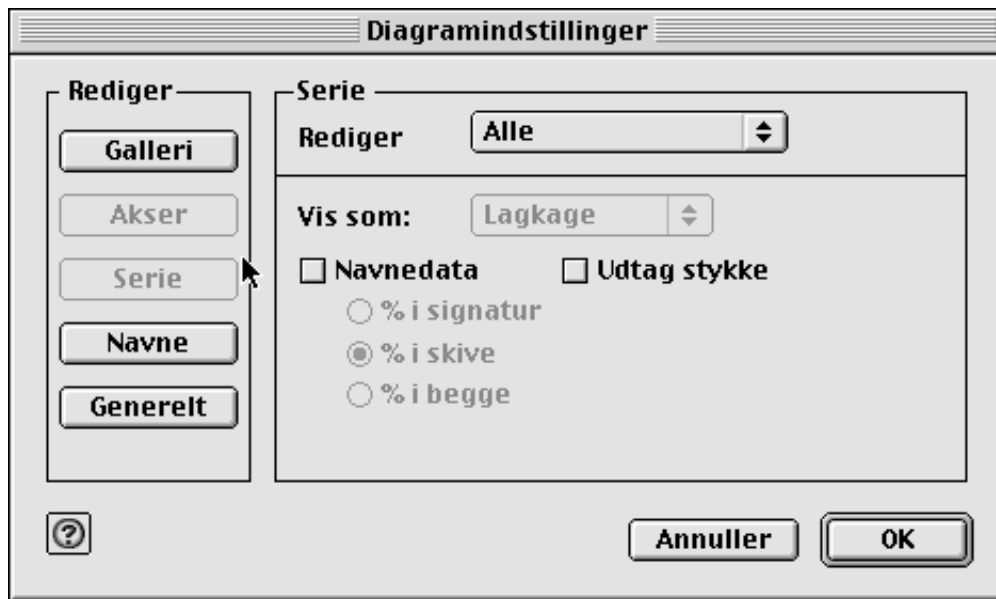 Diagramindstillinger
Rediger
Galleri
Akser
Serie
Navne
Generelt
Serie
Rediger Alle
Vis som: Lagkage
Navnedata Udtag stykke
% i signatur
% i skive
% i begge
? Annuller OK